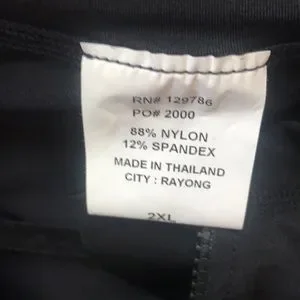 RN# 129786
PO# 2000
88% NYLON
12% SPANDEX
MADE IN THAILAND
CITY : RAYONG
2XL